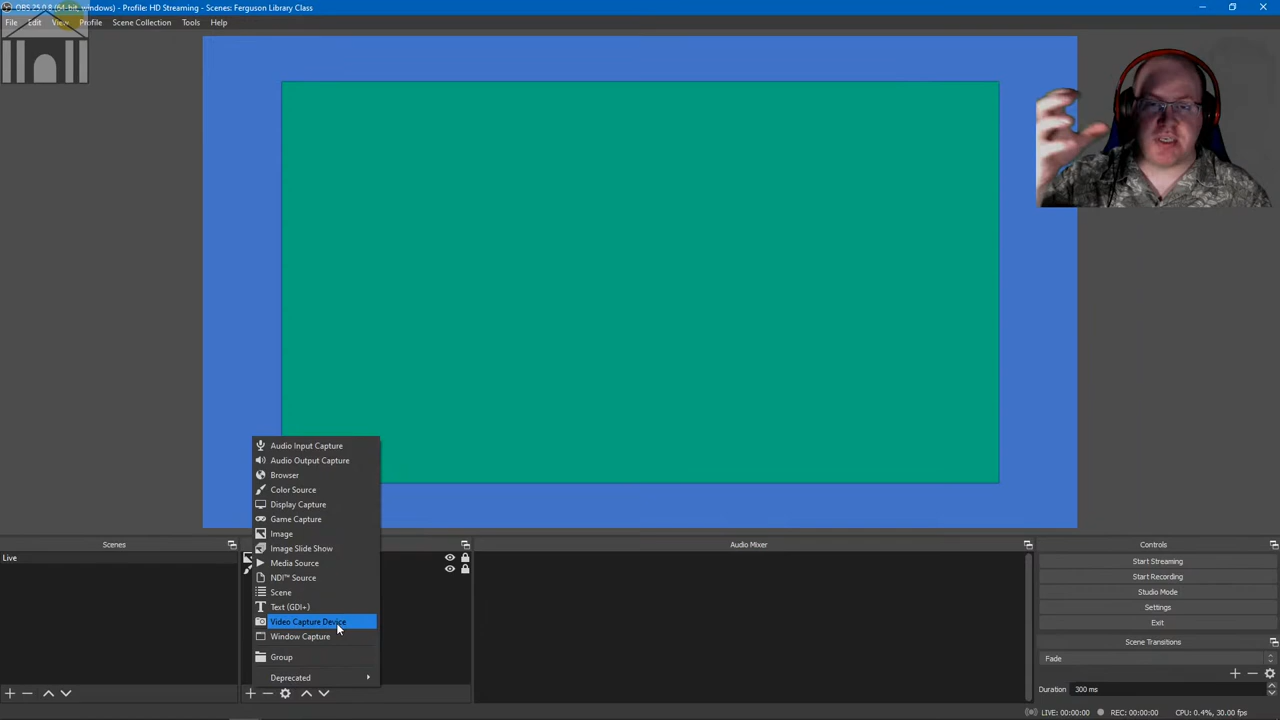 OBS 25.0.8 (64-bit, windows) - Profile: HD Streaming - Scenes: Ferguson Library Class
File Edit View Profile Scene Collection Tools Help
Audio Input Capture
Audio Output Capture
Browser
Color Source
Display Capture
Game Capture
Image
Image Slide Show
Media Source
NDI™ Source
Scene
Text (GDI+)
Video Capture Device
Window Capture
Group
Deprecated
Scenes
Live
Audio Mixer
Controls
Start Streaming
Start Recording
Studio Mode
Settings
Exit
Scene Transitions
Fade
Duration 300 ms
LIVE: 00:00:00 REC: 00:00:00 CPU: 0.4%, 30.00 fps